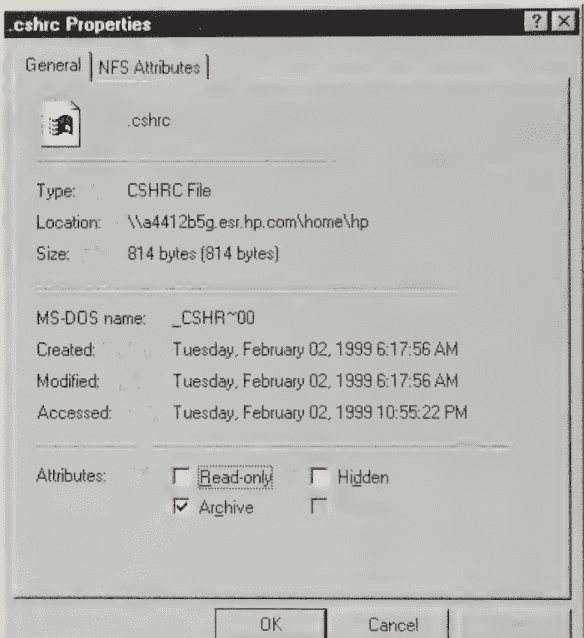 .cshrc Properties
General NFS Attributes
.cshrc
Type: CSHRC File
Location: \\a4412b5g.esr.hp.com\home\hp
Size: 814 bytes (814 bytes)
MS-DOS name: _CSHR~00
Created: Tuesday, February 02, 1999 6:17:56 AM
Modified: Tuesday, February 02, 1999 6:17:56 AM
Accessed: Tuesday, February 02, 1999 10:55:22 PM
Attributes: Read-only Hidden
Archive
OK Cancel